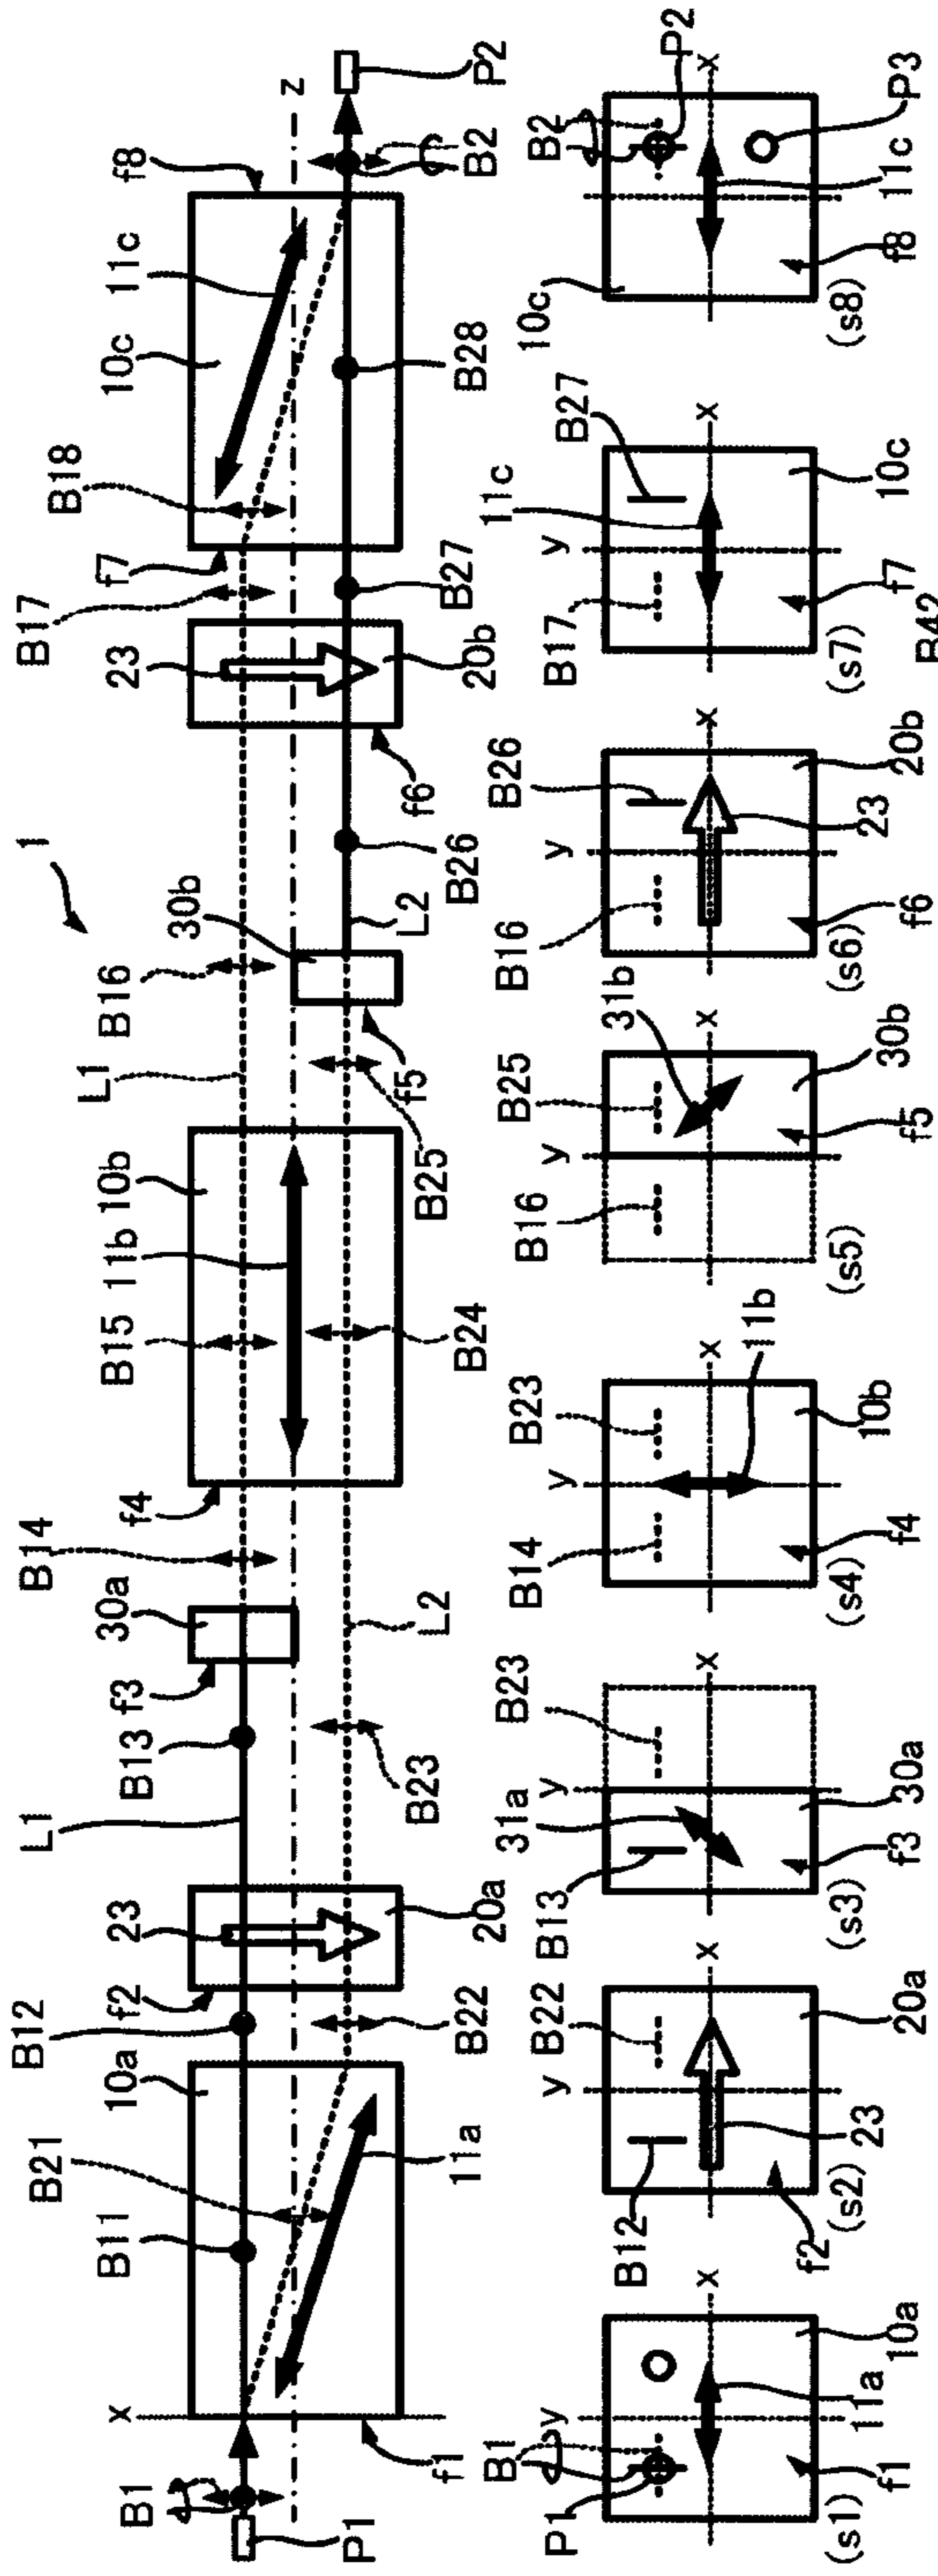 1
B1
P1
x
f1
B11
B21
10a
11a
B12
f2
23
B22
20a
L1
B13
f3
30a
B23
L2
B14
f4
B15
11b
10b
B24
L1
B16
B25
f5
30b
L2
B26
f6
23
20b
B17
f7
B27
B18
10c
11c
B28
f8
z
B2
P2
(s1)
P1
B1
y
x
f1
11a
10a
(s2)
B12
B22
y
x
f2
23
20a
(s3)
B13
31a
B23
y
x
f3
30a
(s4)
B14
B23
y
x
f4
10b
11b
(s5)
B16
B25
31b
y
x
f5
30b
(s6)
B16
B26
y
x
f6
23
20b
(s7)
B17
11c
B27
y
x
f7
10c
(s8)
10c
B2
P2
x
f8
11c
P3
B42